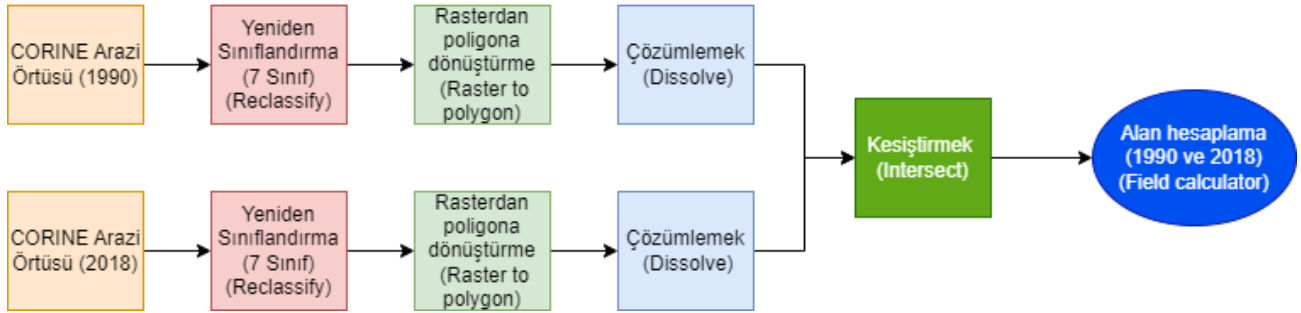 CORINE Arazi
Örtüsü (1990)
Yeniden
Sınıflandırma
(7 Sınıf)
(Reclassify)
Rasterdan
poligona
dönüştürme
(Raster to
polygon)
Çözümlemek
(Dissolve)
CORINE Arazi
Örtüsü (2018)
Yeniden
Sınıflandırma
(7 Sınıf)
(Reclassify)
Rasterdan
poligona
dönüştürme
(Raster to
polygon)
Çözümlemek
(Dissolve)
Kesiştirmek
(Intersect)
Alan hesaplama
(1990 ve 2018)
(Field calculator)